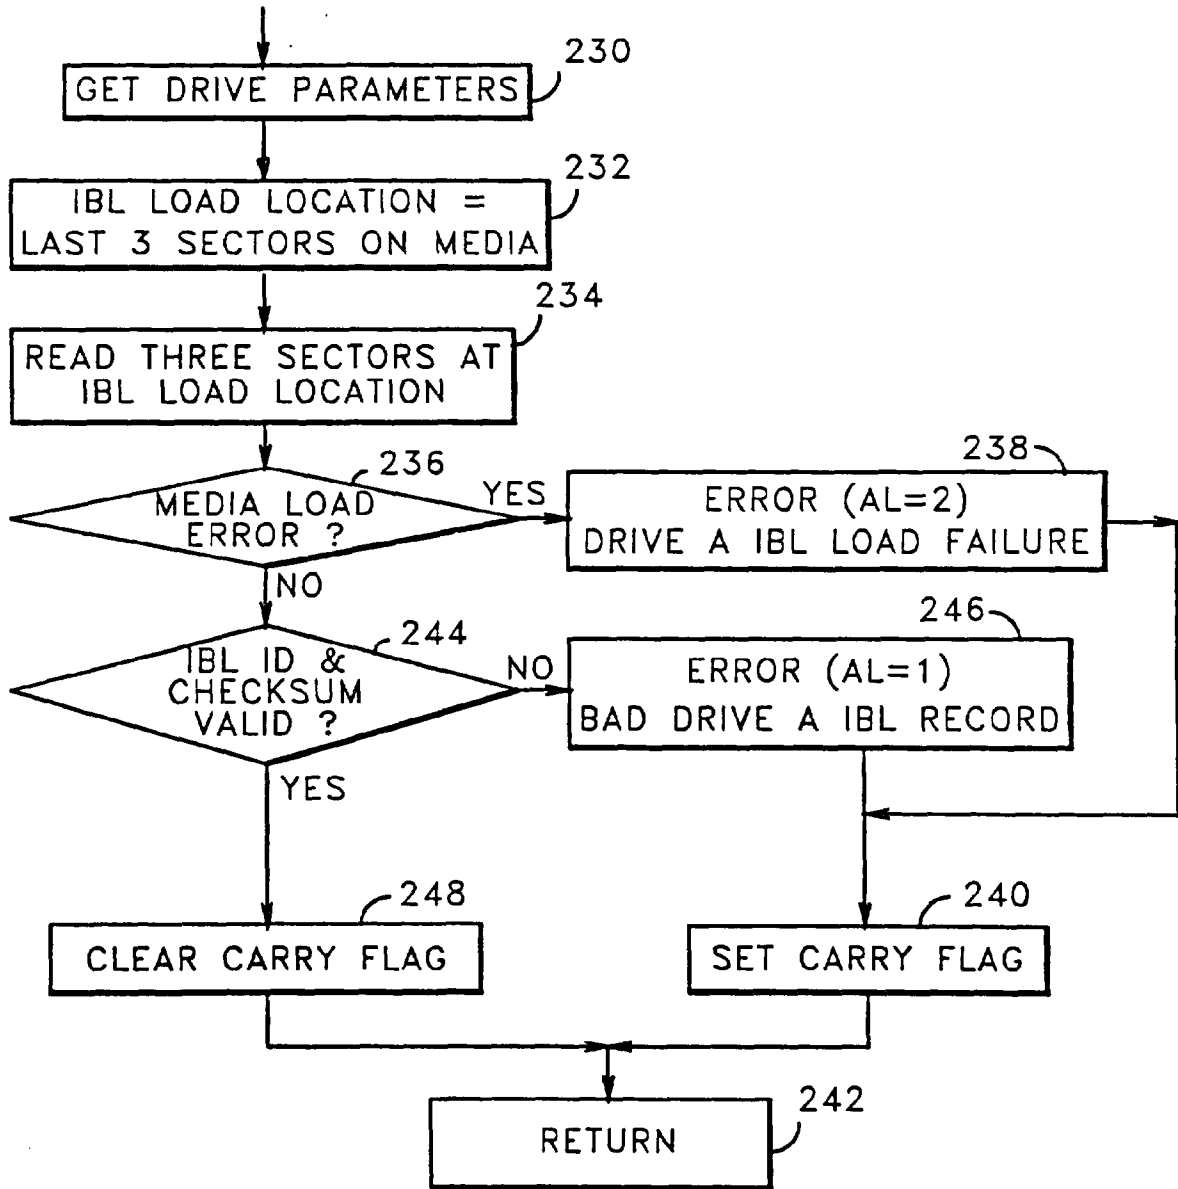 230
GET DRIVE PARAMETERS
232
IBL LOAD LOCATION =
LAST 3 SECTORS ON MEDIA
234
READ THREE SECTORS AT
IBL LOAD LOCATION
236
MEDIA LOAD
ERROR ?
YES
238
ERROR (AL=2)
DRIVE A IBL LOAD FAILURE
NO
244
IBL ID &
CHECKSUM
VALID ?
NO
246
ERROR (AL=1)
BAD DRIVE A IBL RECORD
YES
248
CLEAR CARRY FLAG
240
SET CARRY FLAG
242
RETURN